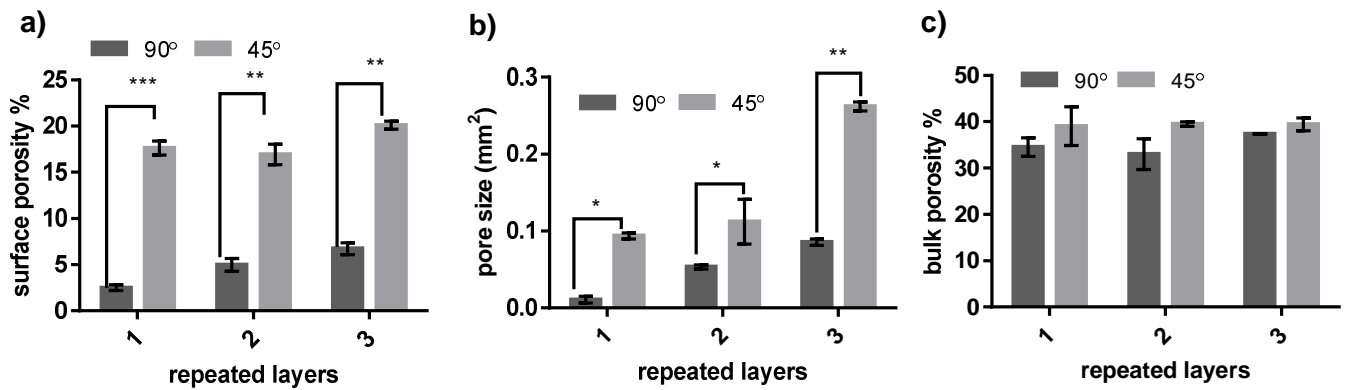 a)
90° 45°
surface porosity %
25
20
15
10
5
0
***
**
**
1 2 3
repeated layers
b)
90° 45°
pore size (mm²)
0.3
0.2
0.1
0.0
*
*
**
1 2 3
repeated layers
c)
90° 45°
bulk porosity %
50
40
30
20
10
0
1 2 3
repeated layers